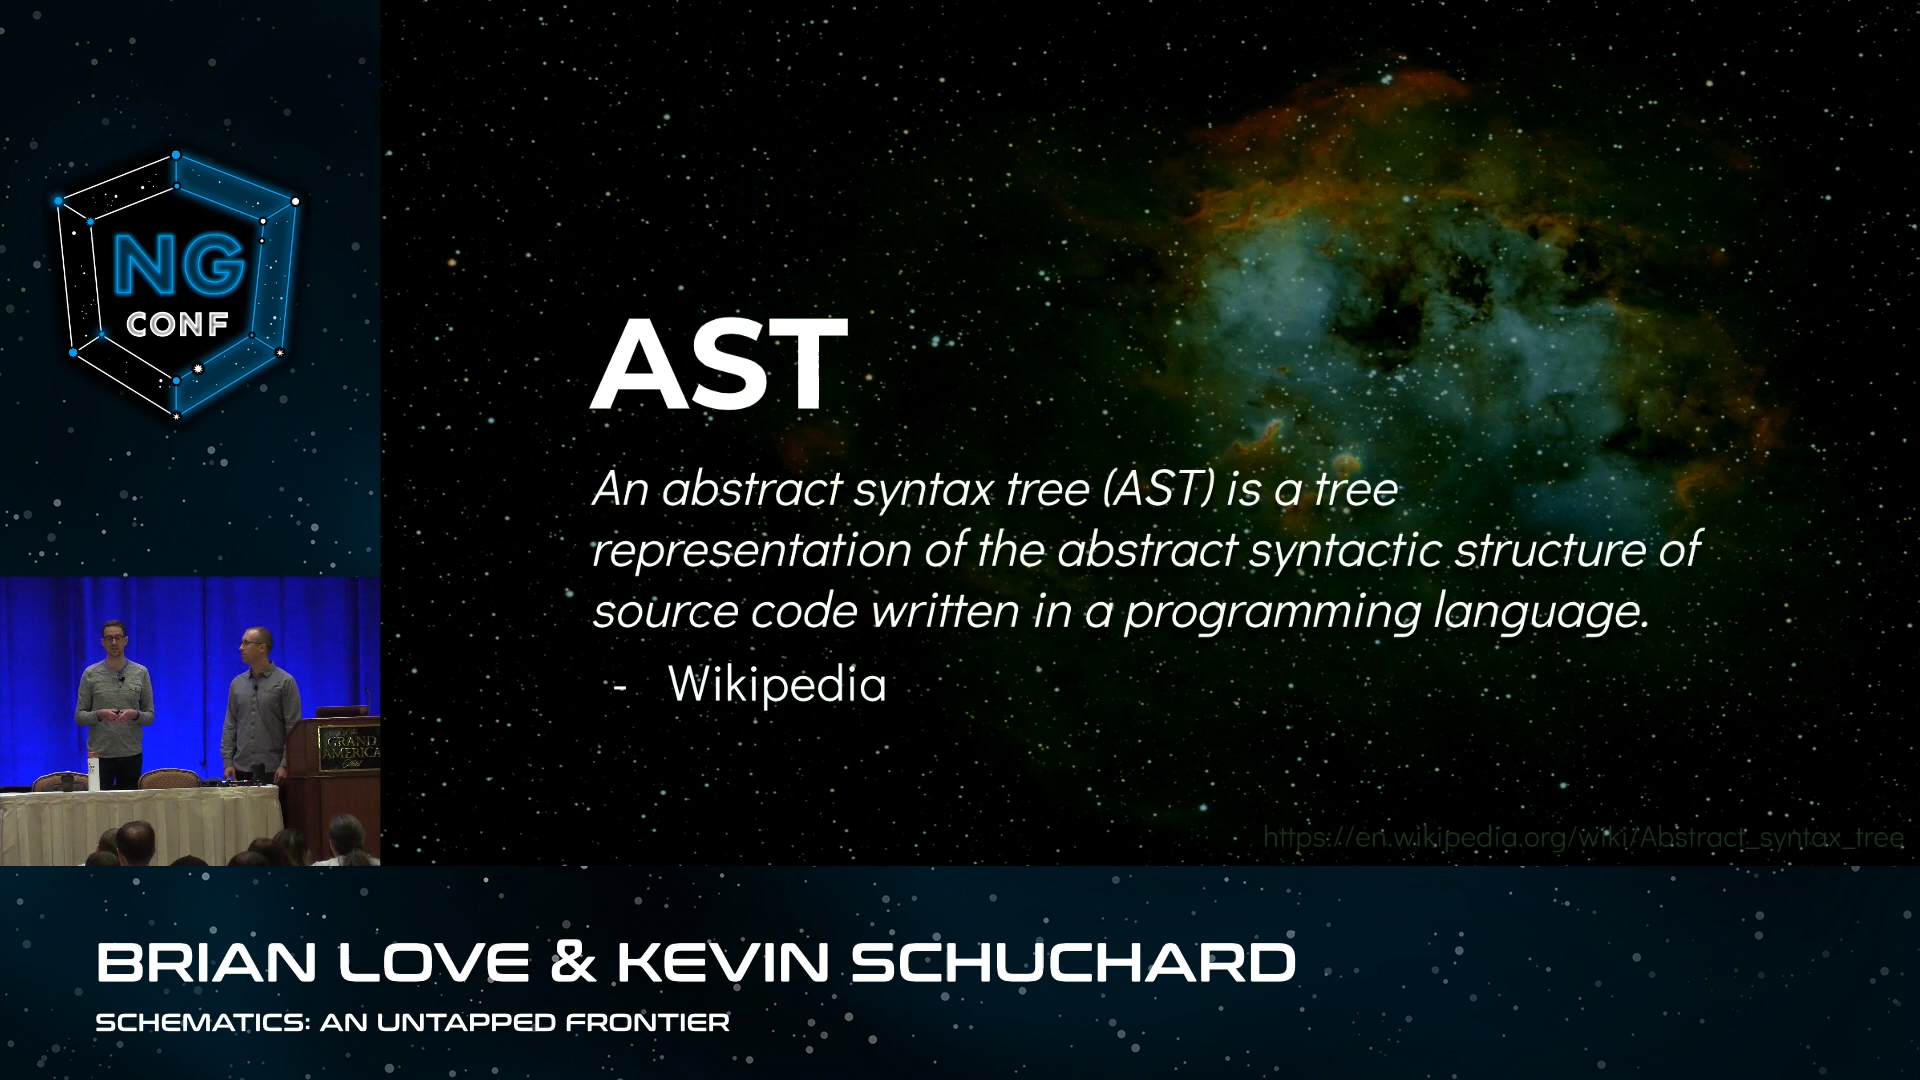 NG
CONF
AST
An abstract syntax tree (AST) is a tree
representation of the abstract syntactic structure of
source code written in a programming language.
- Wikipedia
https://en.wikipedia.org/wiki/Abstract_syntax_tree
GRAND
AMERICA
BRIAN LOVE & KEVIN SCHUCHARD
SCHEMATICS: AN UNTAPPED FRONTIER